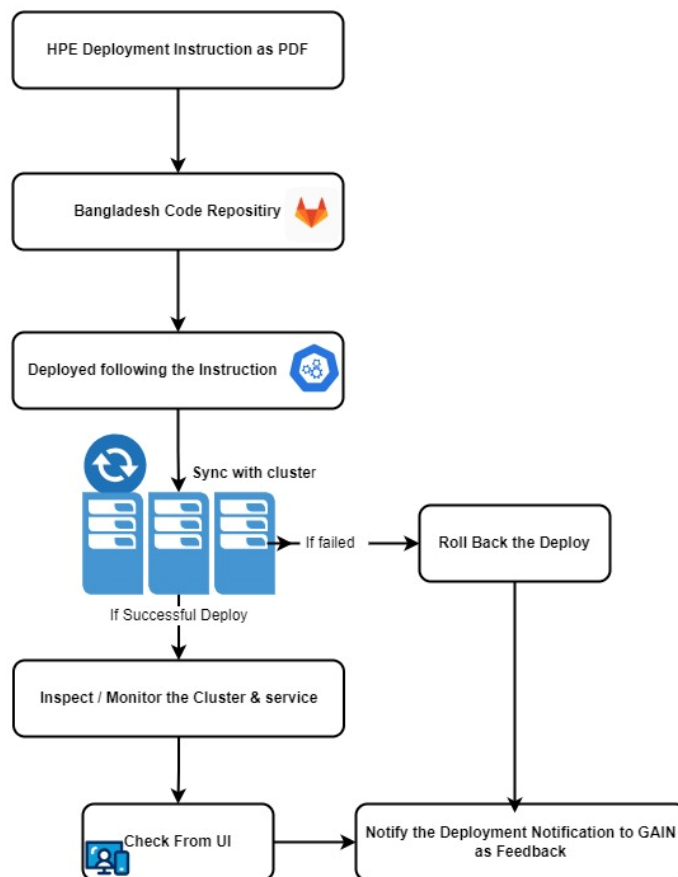 HPE Deployment Instruction as PDF
Bangladesh Code Repositiry
Deployed following the Instruction
Sync with cluster
If failed
Roll Back the Deploy
If Successful Deploy
Inspect / Monitor the Cluster & service
Check From UI
Notify the Deployment Notification to GAIN
as Feedback